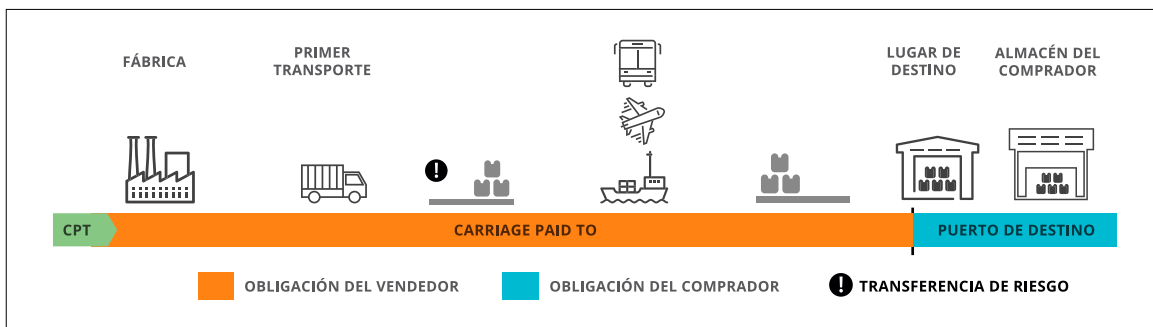 FÁBRICA
PRIMER
TRANSPORTE
LUGAR DE
DESTINO
ALMACÉN DEL
COMPRADOR
!
CPT
CARRIAGE PAID TO
PUERTO DE DESTINO
OBLIGACIÓN DEL VENDEDOR
OBLIGACIÓN DEL COMPRADOR
! TRANSFERENCIA DE RIESGO